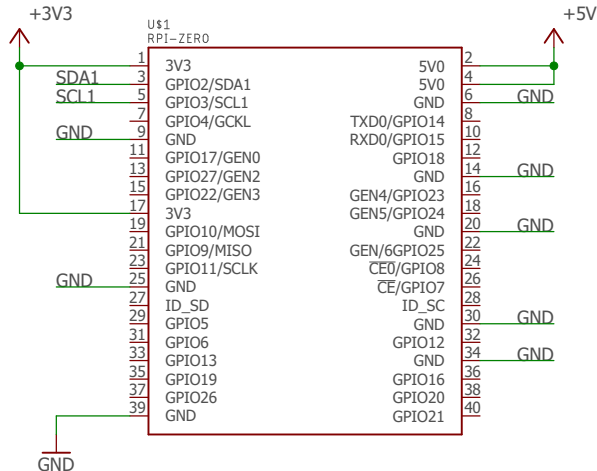 +3V3
+5V
U$1
RPI-ZERO
1 3V3 5V0 2
SDA1 3 GPIO2/SDA1 5V0 4
SCL1 5 GPIO3/SCL1 GND 6 GND
7 GPIO4/GCKL TXD0/GPIO14 8
GND 9 GND RXD0/GPIO15 10
11 GPIO17/GEN0 GPIO18 12
13 GPIO27/GEN2 GND 14 GND
15 GPIO22/GEN3 GEN4/GPIO23 16
17 3V3 GEN5/GPIO24 18
19 GPIO10/MOSI GND 20 GND
21 GPIO9/MISO GEN/6GPIO25 22
23 GPIO11/SCLK CE0/GPIO8 24
GND 25 GND CE/GPIO7 26
27 ID_SD ID_SC 28
29 GPIO5 GND 30 GND
31 GPIO6 GPIO12 32
33 GPIO13 GND 34 GND
35 GPIO19 GPIO16 36
37 GPIO26 GPIO20 38
39 GND GPIO21 40
GND